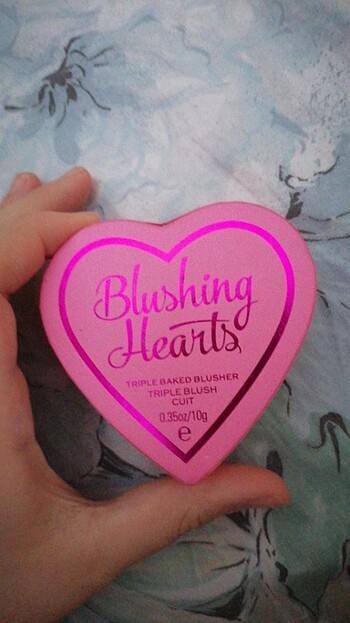 Blushing
Hearts
TRIPLE BAKED BLUSHER
TRIPLE BLUSH
CUIT
0.35oz/10g
e